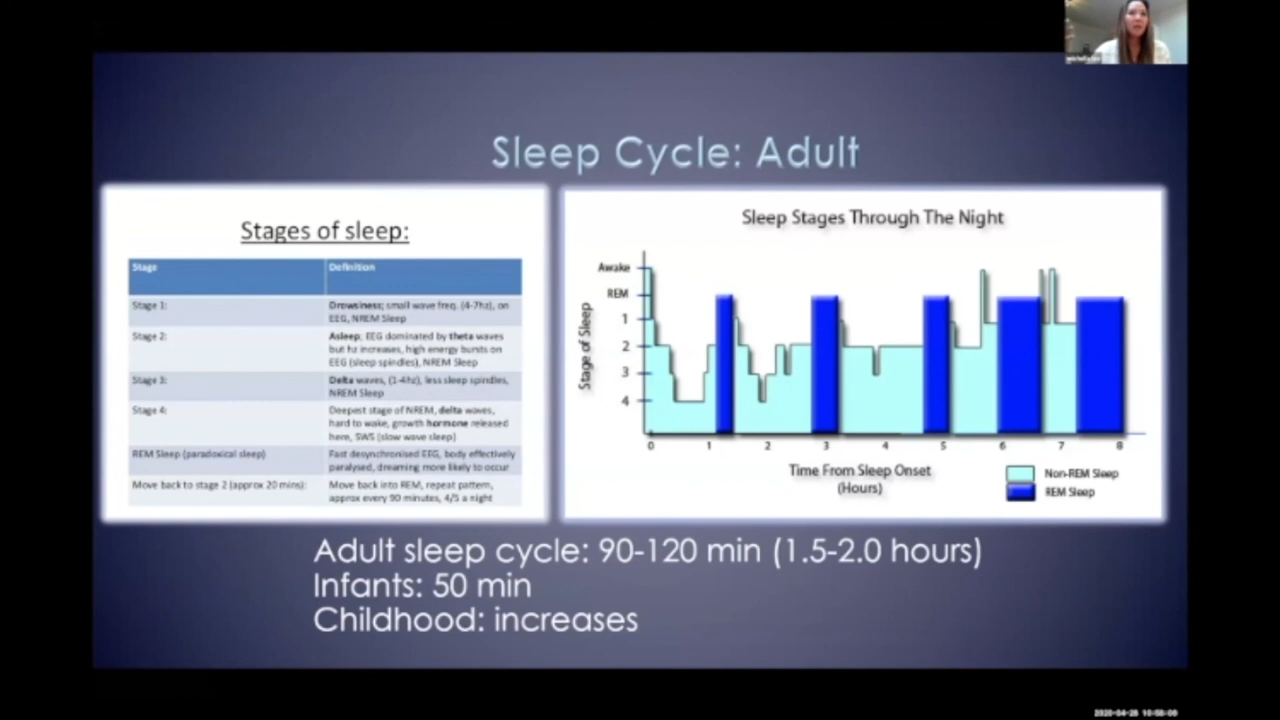 Sleep Cycle: Adult
Stages of sleep:
Stage Definition
Stage 1: Drowsiness; small wave freq. (4-7hz), on
EEG, NREM Sleep
Stage 2: Asleep; EEG dominated by theta waves
but hz increases, high energy bursts on
EEG (sleep spindles), NREM Sleep
Stage 3: Delta waves, (1-4hz), less sleep spindles,
NREM Sleep
Stage 4: Deepest stage of NREM, delta waves,
hard to wake, growth hormone released
here, SWS (slow wave sleep)
REM Sleep (paradoxical sleep) Fast desynchronised EEG, body effectively
paralysed, dreaming more likely to occur
Move back to stage 2 (approx 20 mins): Move back into REM, repeat pattern,
approx every 90 minutes, 4/5 a night
Sleep Stages Through The Night
Stage of Sleep
Awake
REM
1
2
3
4
0 1 2 3 4 5 6 7 8
Time From Sleep Onset
(Hours)
Non-REM Sleep
REM Sleep
Adult sleep cycle: 90-120 min (1.5-2.0 hours)
Infants: 50 min
Childhood: increases